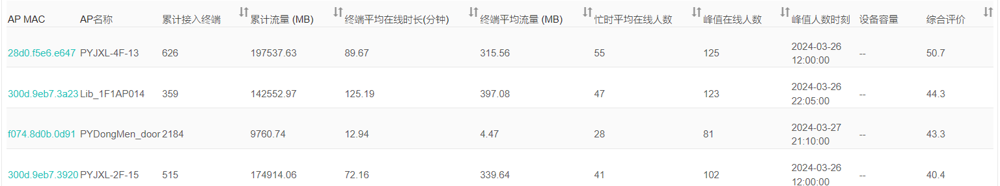 AP MAC AP名称 累计接入终端 累计流量 (MB) 终端平均在线时长(分钟) 终端平均流量 (MB) 忙时平均在线人数 峰值在线人数 峰值人数时刻 设备容量 综合评价
28d0.f5e6.e647 PYJXL-4F-13 626 197537.63 89.67 315.56 55 125 2024-03-26 12:00:00 -- 50.7
300d.9eb7.3a23 Lib_1F1AP014 359 142552.97 125.19 397.08 47 123 2024-03-26 22:05:00 -- 44.3
f074.8d0b.0d91 PYDongMen_door 2184 9760.74 12.94 4.47 28 81 2024-03-27 21:10:00 -- 43.3
300d.9eb7.3920 PYJXL-2F-15 515 174914.06 72.16 339.64 41 102 2024-03-26 12:00:00 -- 40.4